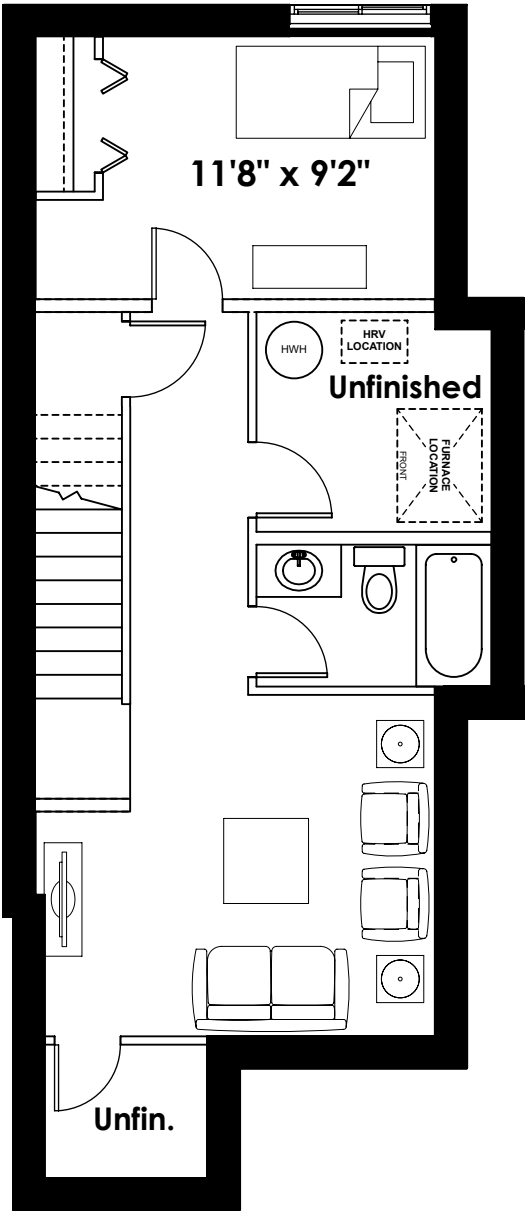 11'8" x 9'2"
HWH
HRV
LOCATION
Unfinished
FURNACE
LOCATION
FRONT
Unfin.